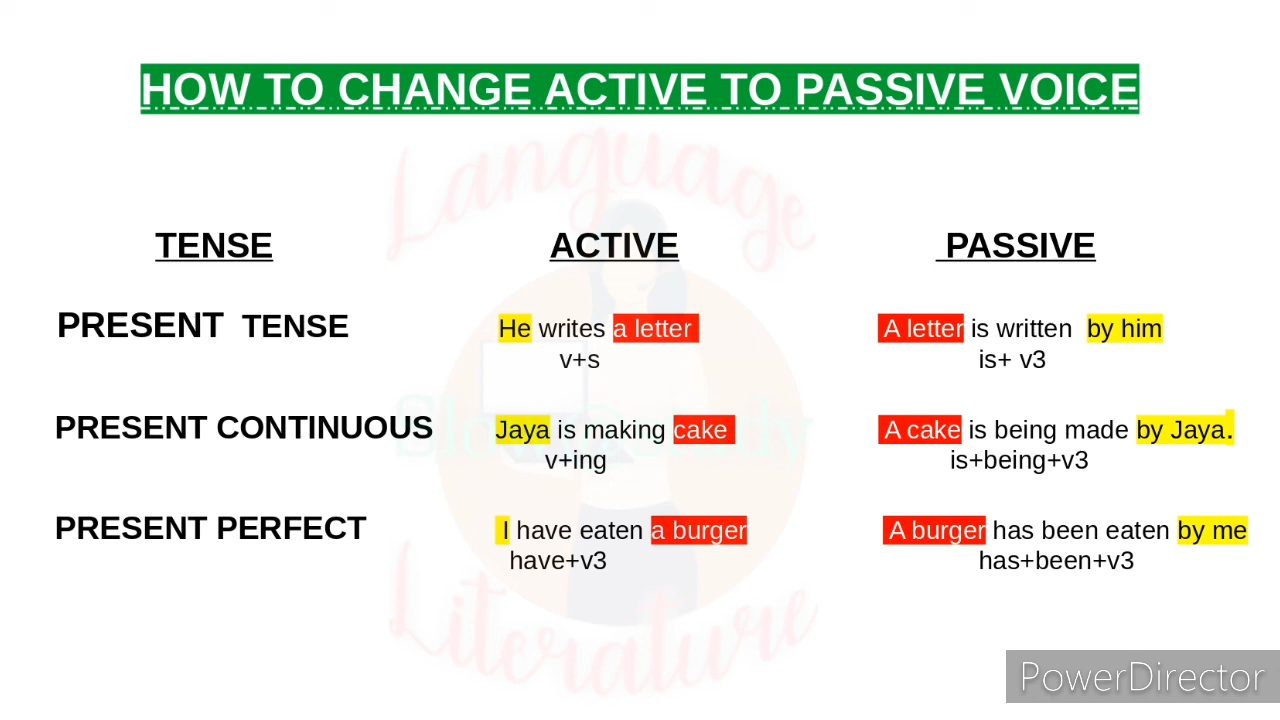 HOW TO CHANGE ACTIVE TO PASSIVE VOICE
Language
TENSE ACTIVE PASSIVE
PRESENT TENSE He writes a letter A letter is written by him
v+s is+ v3
PRESENT CONTINUOUS Jaya is making cake A cake is being made by Jaya.
v+ing is+being+v3
PRESENT PERFECT I have eaten a burger A burger has been eaten by me
have+v3 has+been+v3
Literature
PowerDirector